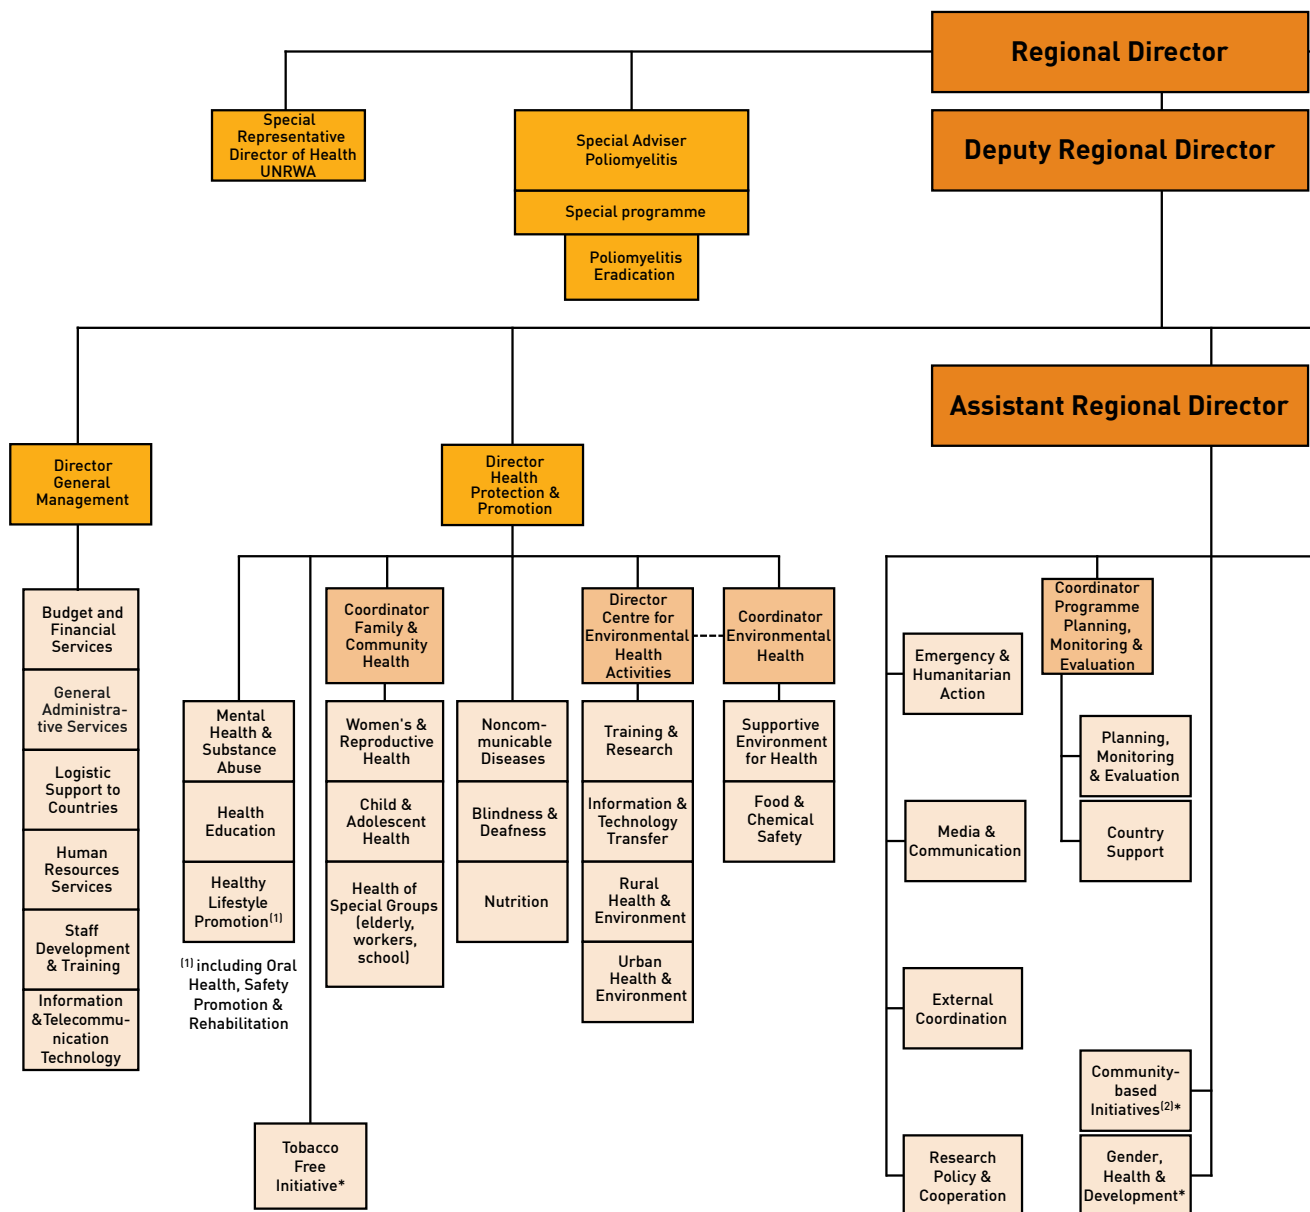 Regional Director
Special
Representative
Director of Health
UNRWA
Special Adviser
Poliomyelitis
Deputy Regional Director
Special programme
Poliomyelitis
Eradication
Assistant Regional Director
Director
General
Management
Director
Health
Protection &
Promotion
Budget and
Financial
Services
General
Administra-
tive Services
Logistic
Support to
Countries
Human
Resources
Services
Staff
Development
& Training
Information
&Telecommu-
nication
Technology
Mental
Health &
Substance
Abuse
Health
Education
Healthy
Lifestyle
Promotion(1)
(1) including Oral
Health, Safety
Promotion &
Rehabilitation
Tobacco
Free
Initiative*
Coordinator
Family &
Community
Health
Women's &
Reproductive
Health
Child &
Adolescent
Health
Health of
Special Groups
(elderly,
workers,
school)
Noncom-
municable
Diseases
Blindness &
Deafness
Nutrition
Director
Centre for
Environmental
Health
Activities
Training &
Research
Information &
Technology
Transfer
Rural
Health &
Environment
Urban
Health &
Environment
Coordinator
Environmental
Health
Supportive
Environment
for Health
Food &
Chemical
Safety
Emergency &
Humanitarian
Action
Media &
Communication
External
Coordination
Research
Policy &
Cooperation
Coordinator
Programme
Planning,
Monitoring &
Evaluation
Planning,
Monitoring
& Evaluation
Country
Support
Community-
based
Initiatives(2)*
Gender,
Health &
Development*